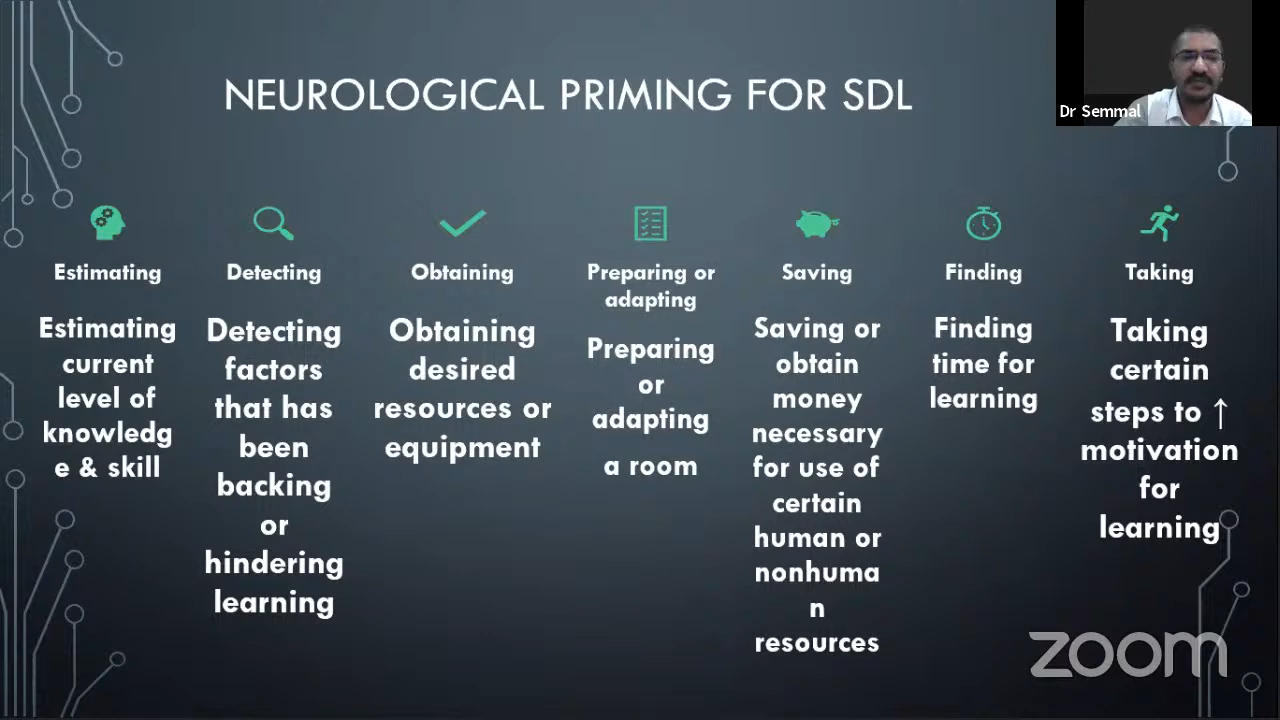 NEUROLOGICAL PRIMING FOR SDL
Dr Semmal
Estimating
Estimating
current
level of
knowledg
e & skill
Detecting
Detecting
factors
that has
been
backing
or
hindering
learning
Obtaining
Obtaining
desired
resources or
equipment
Preparing or
adapting
Preparing
or
adapting
a room
Saving
Saving or
obtain
money
necessary
for use of
certain
human or
nonhuma
n
resources
Finding
Finding
time for
learning
Taking
Taking
certain
steps to ↑
motivation
for
learning
zoom